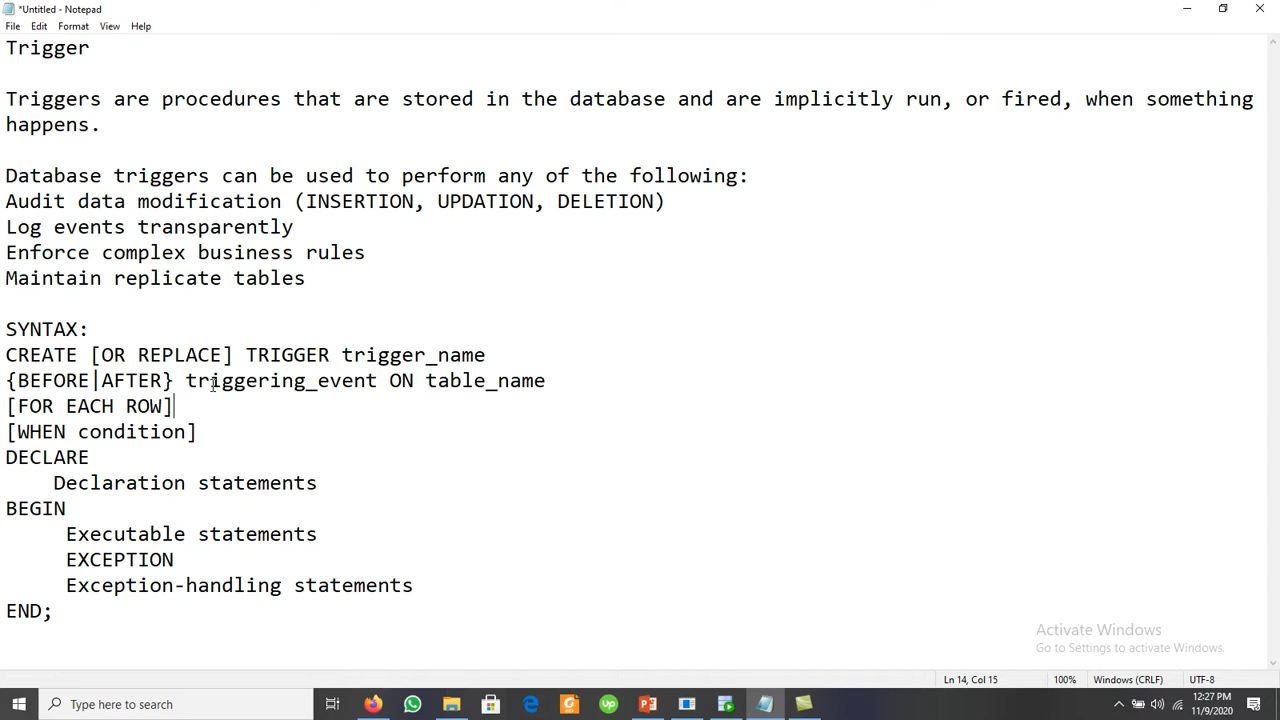 *Untitled - Notepad
File Edit Format View Help
Trigger
Triggers are procedures that are stored in the database and are implicitly run, or fired, when something
happens.
Database triggers can be used to perform any of the following:
Audit data modification (INSERTION, UPDATION, DELETION)
Log events transparently
Enforce complex business rules
Maintain replicate tables
SYNTAX:
CREATE [OR REPLACE] TRIGGER trigger_name
{BEFORE|AFTER} triggering_event ON table_name
[FOR EACH ROW]
[WHEN condition]
DECLARE
Declaration statements
BEGIN
Executable statements
EXCEPTION
Exception-handling statements
END;
Activate Windows
Go to Settings to activate Windows.
Ln 14, Col 15 100% Windows (CRLF) UTF-8
Type here to search
12:27 PM
11/9/2020